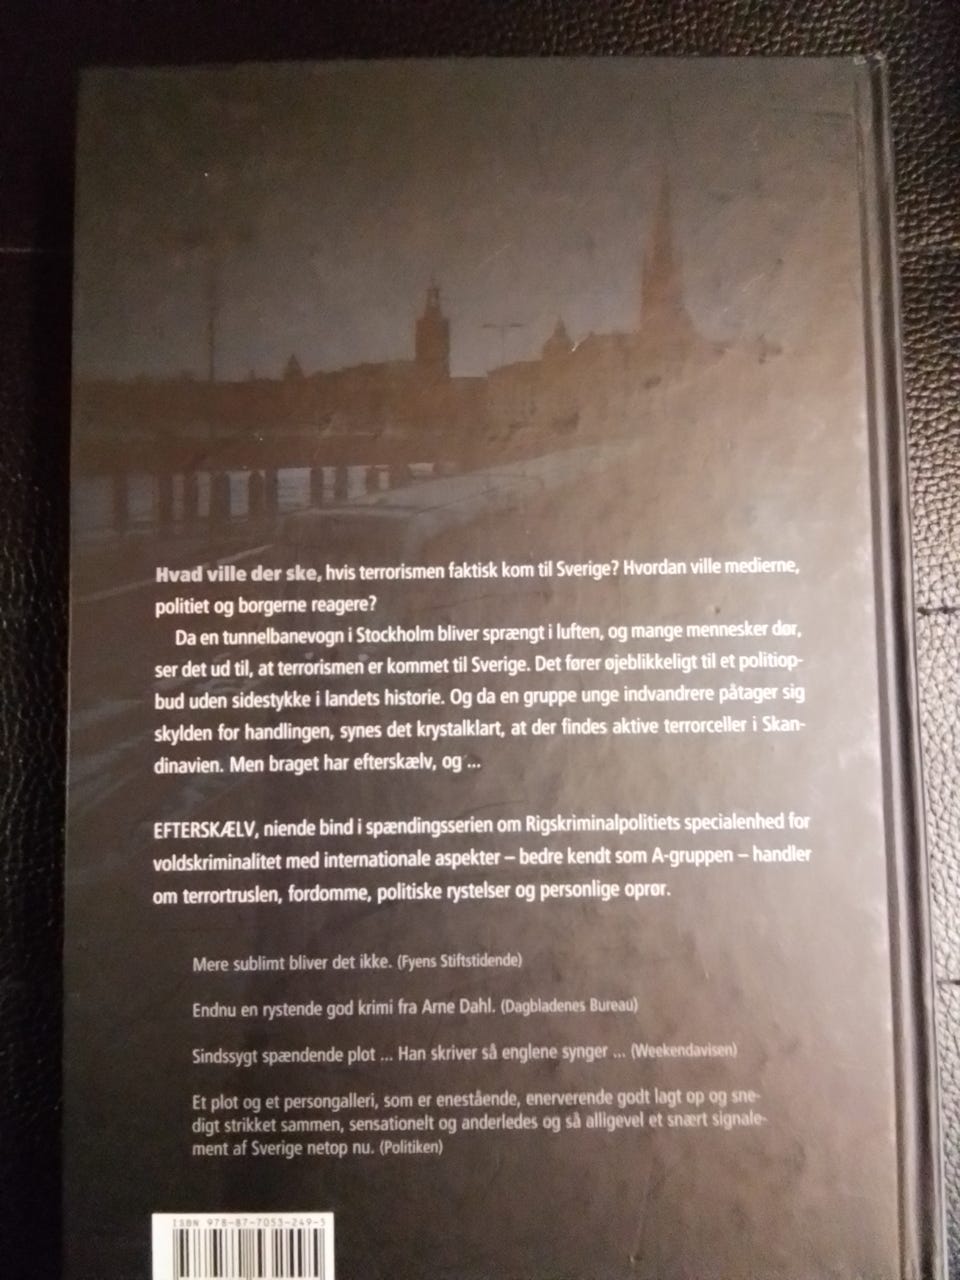 Hvad ville der ske, hvis terrorismen faktisk kom til Sverige? Hvordan ville medierne,
politiet og borgerne reagere?
Da en tunnelbanevogn i Stockholm bliver sprængt i luften, og mange mennesker dør,
ser det ud til, at terrorismen er kommet til Sverige. Det fører øjeblikkeligt til et politiop-
bud uden sidestykke i landets historie. Og da en gruppe unge indvandrere påtager sig
skylden for handlingen, synes det krystalklart, at der findes aktive terrorceller i Skan-
dinavien. Men braget har efterskælv, og ...
EFTERSKÆLV, niende bind i spændingsserien om Rigskriminalpolitiets specialenhed for
voldskriminalitet med internationale aspekter – bedre kendt som A-gruppen – handler
om terrortruslen, fordomme, politiske rystelser og personlige oprør.
Mere sublimt bliver det ikke. (Fyens Stiftstidende)
Endnu en rystende god krimi fra Arne Dahl. (Dagbladenes Bureau)
Sindssygt spændende plot ... Han skriver så englene synger ... (Weekendavisen)
Et plot og et persongalleri, som er enestående, enerverende godt lagt op og sne-
digt strikket sammen, sensationelt og anderledes og så alligevel et snært signale-
ment af Sverige netop nu. (Politiken)
ISBN 978-87-7053-249-5